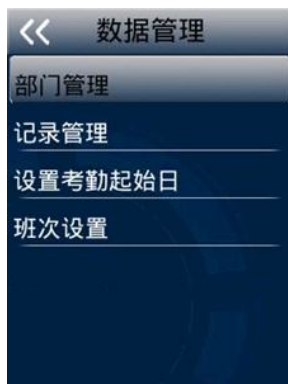 数据管理
部门管理
记录管理
设置考勤起始日
班次设置